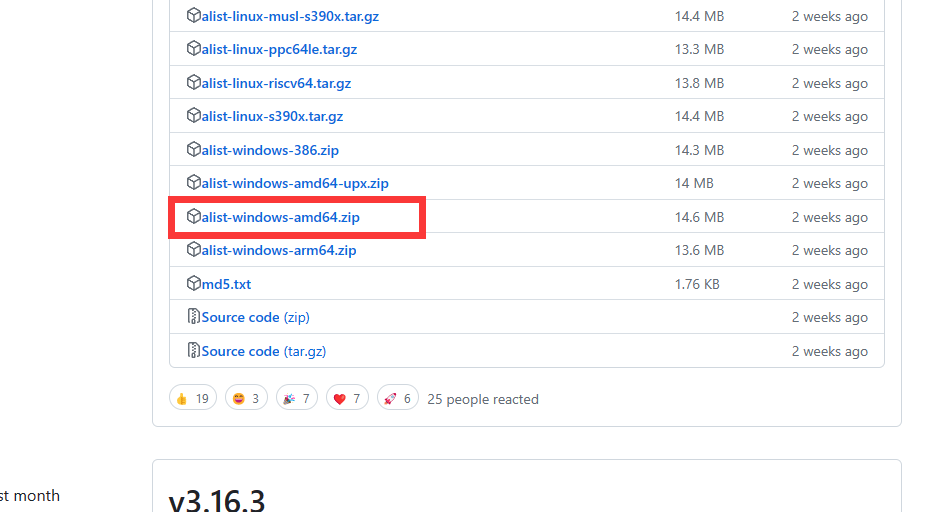 alist-linux-musl-s390x.tar.gz 14.4 MB 2 weeks ago
alist-linux-ppc64le.tar.gz 13.3 MB 2 weeks ago
alist-linux-riscv64.tar.gz 13.8 MB 2 weeks ago
alist-linux-s390x.tar.gz 14.4 MB 2 weeks ago
alist-windows-386.zip 14.3 MB 2 weeks ago
alist-windows-amd64-upx.zip 14 MB 2 weeks ago
alist-windows-amd64.zip 14.6 MB 2 weeks ago
alist-windows-arm64.zip 13.6 MB 2 weeks ago
md5.txt 1.76 KB 2 weeks ago
Source code (zip) 2 weeks ago
Source code (tar.gz) 2 weeks ago
19 3 7 7 6 25 people reacted
st month
v3.16.3